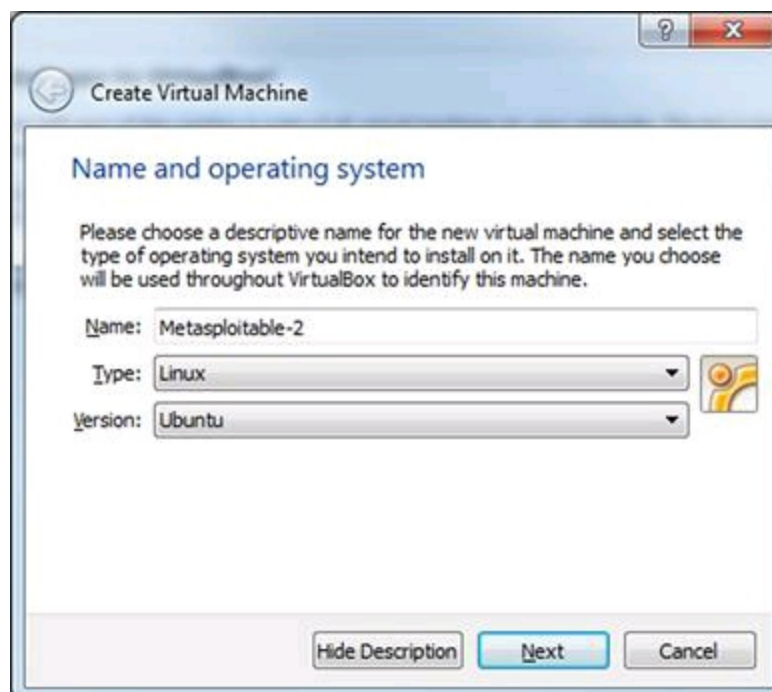 Create Virtual Machine
Name and operating system
Please choose a descriptive name for the new virtual machine and select the
type of operating system you intend to install on it. The name you choose
will be used throughout VirtualBox to identify this machine.
Name: Metasploitable-2
Type: Linux
Version: Ubuntu
Hide Description Next Cancel